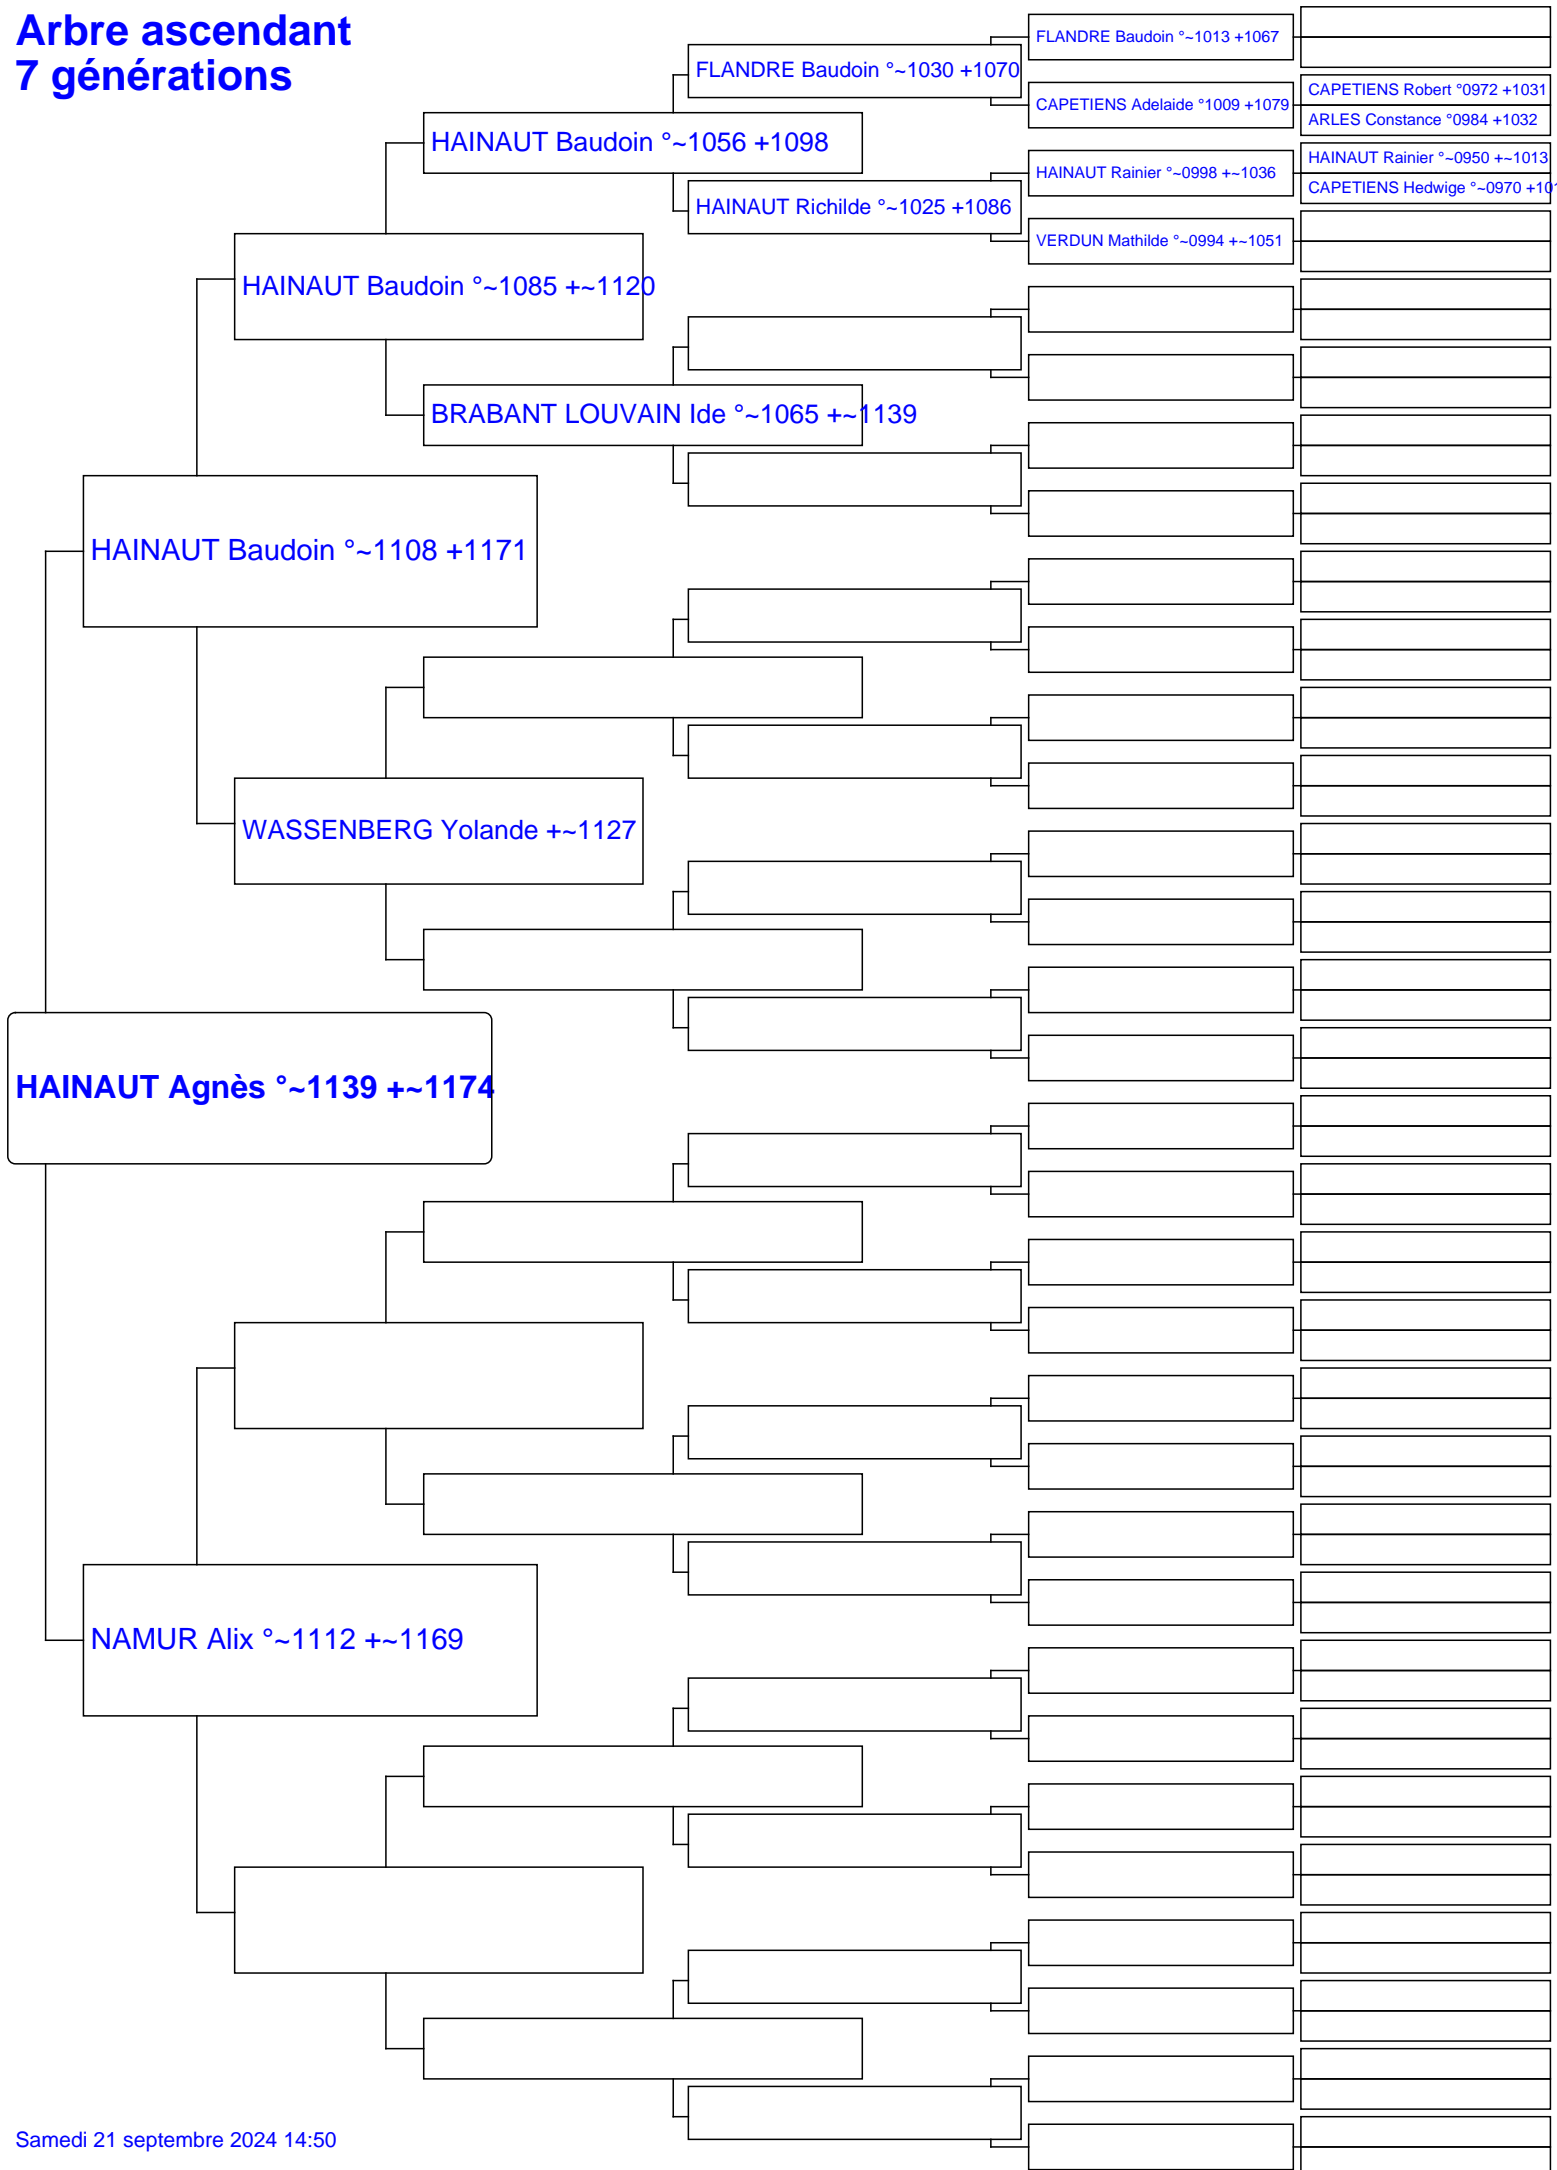 Arbre ascendant
7 générations
FLANDRE Baudoin °~1013 +1067
FLANDRE Baudoin °~1030 +1070
CAPETIENS Robert °0972 +1031
CAPETIENS Adelaide °1009 +1079
ARLES Constance °0984 +1032
HAINAUT Baudoin °~1056 +1098
HAINAUT Rainier °~0950 +~1013
HAINAUT Rainier °~0998 +~1036
CAPETIENS Hedwige °~0970
HAINAUT Richilde °~1025 +1086
VERDUN Mathilde °~0994 +~1051
HAINAUT Baudoin °~1085 +~1120
BRABANT LOUVAIN Ide °~1065 +~1139
HAINAUT Baudoin °~1108 +1171
WASSENBERG Yolande +~1127
HAINAUT Agnès °~1139 +~1174
NAMUR Alix °~1112 +~1169
Samedi 21 septembre 2024 14:50